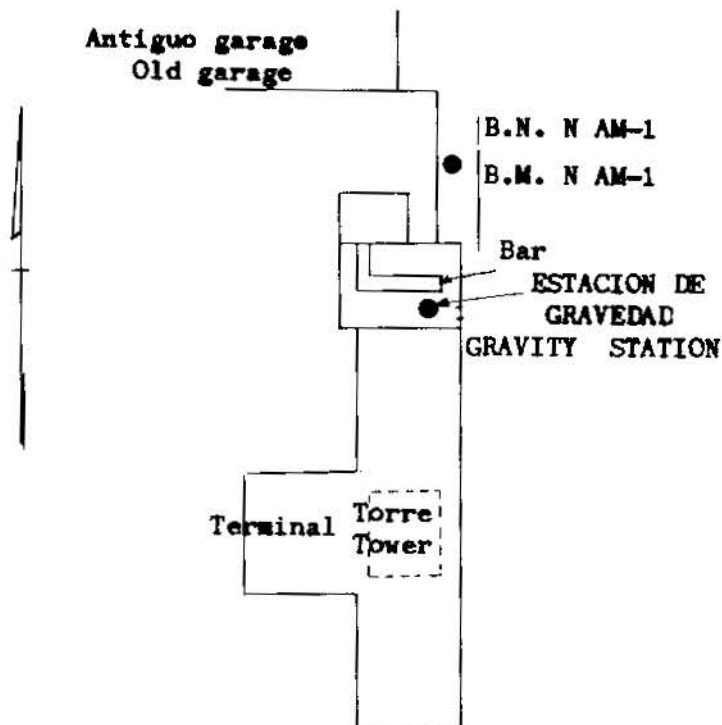 Antiguo garage
Old garage
B.N. N AM-1
B.M. N AM-1
Bar
ESTACION DE
GRAVEDAD
GRAVITY STATION
Terminal
Torre
Tower